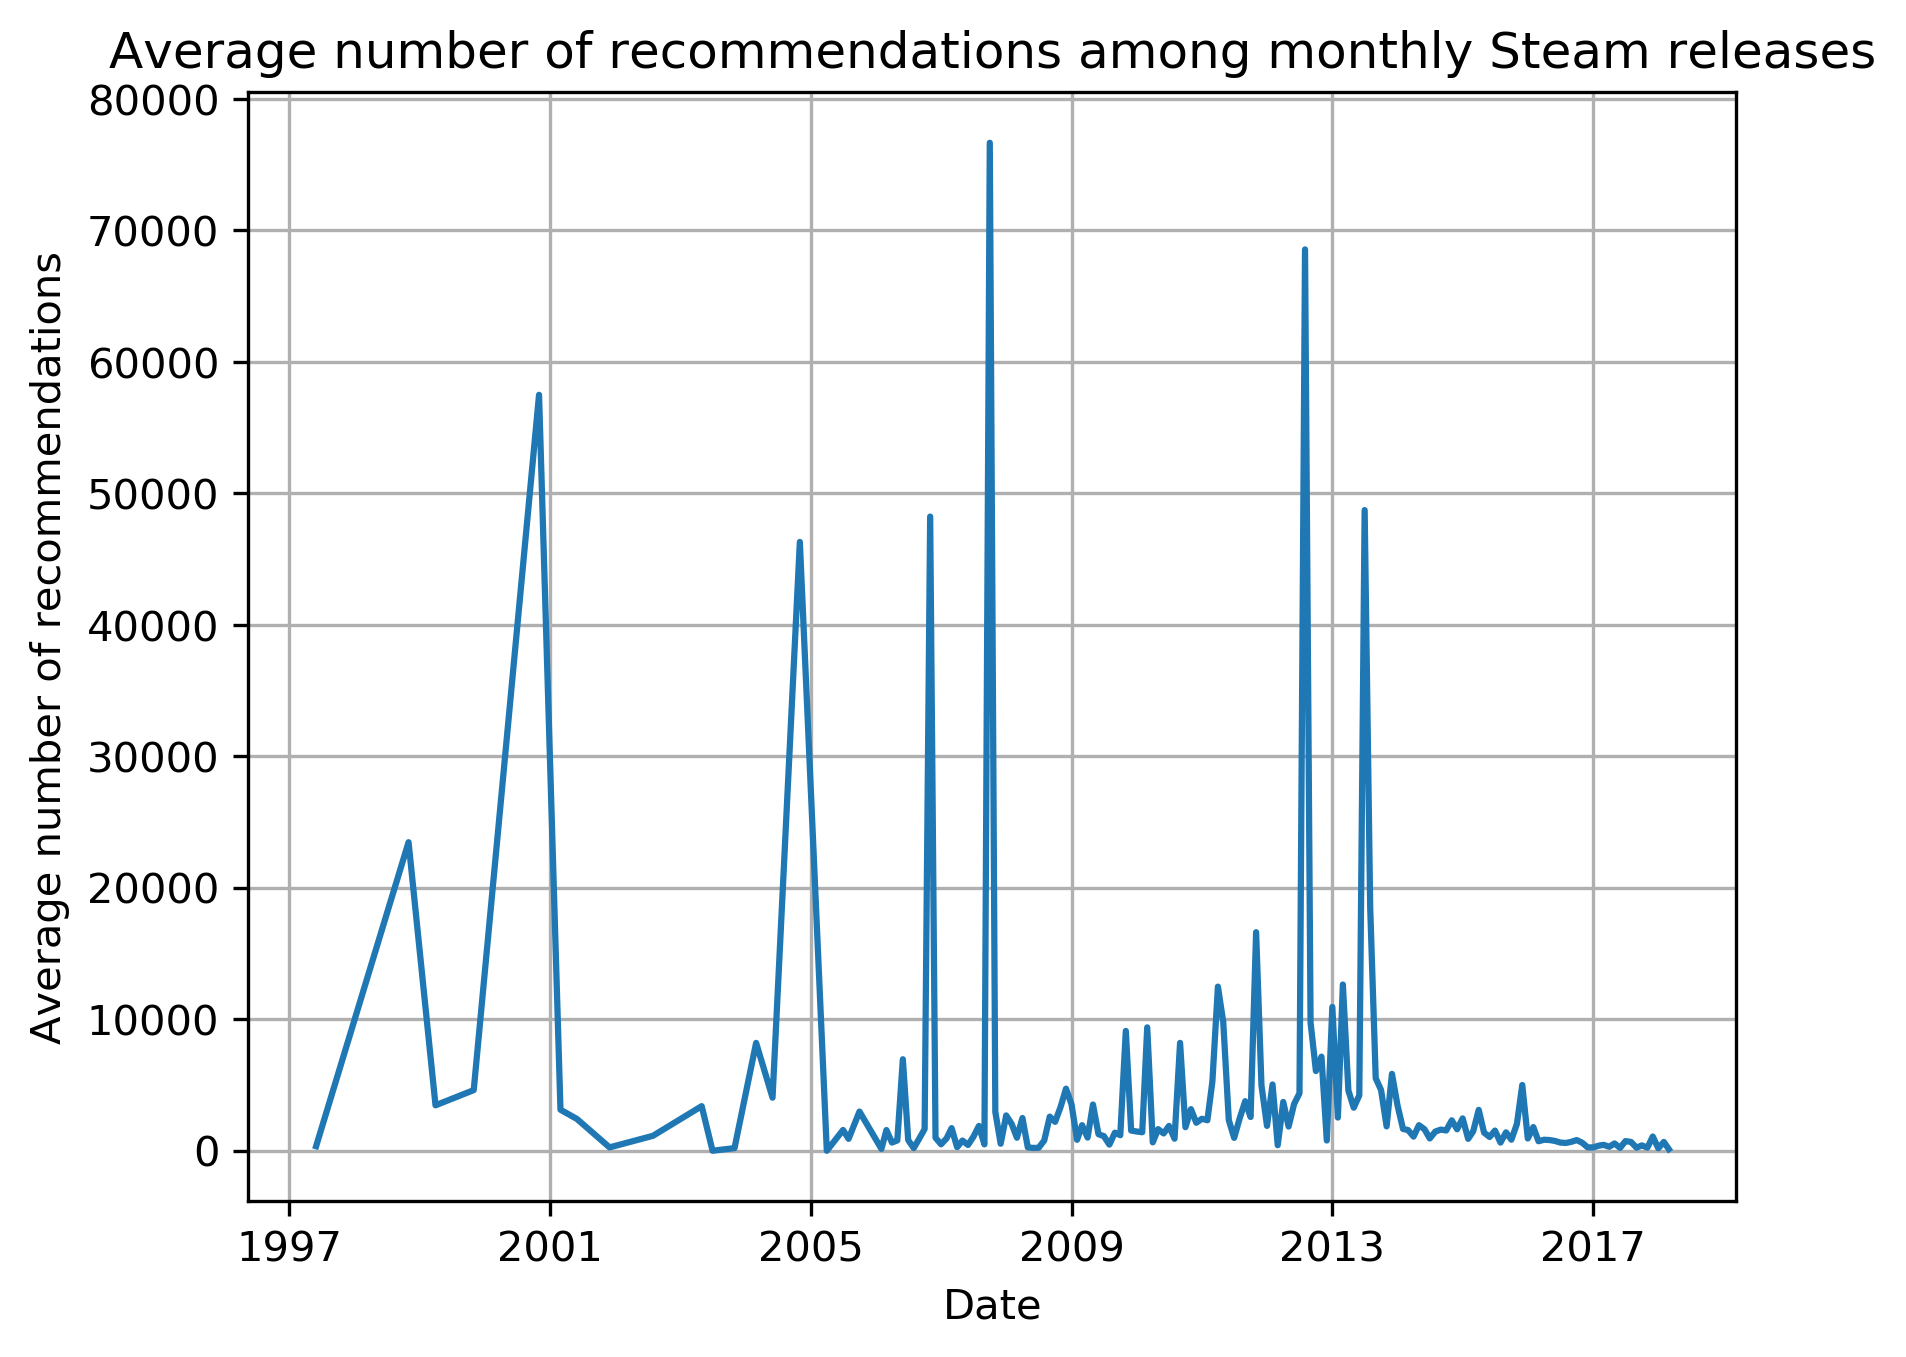 Average number of recommendations among monthly Steam releases
Average number of recommendations
80000
70000
60000
50000
40000
30000
20000
10000
0
1997 2001 2005 2009 2013 2017
Date